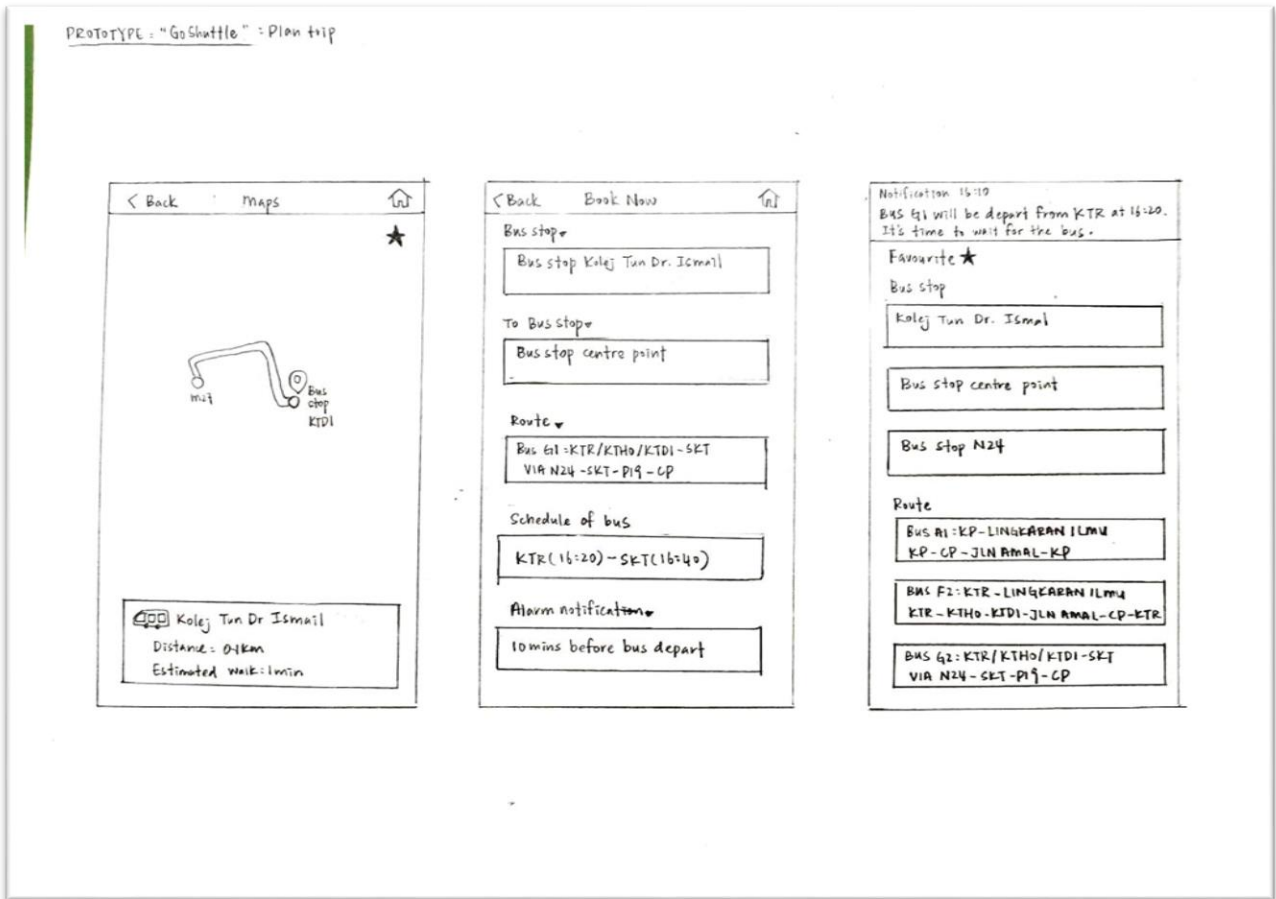 PROTOTYPE : "GoShuttle" : Plan trip
< Back
Maps
MJ7
Bus
stop
KTDI
Kolej Tun Dr Ismail
Distance : 0.1km
Estimated walk : 1min
< Back
Book Now
Bus stop
Bus stop Kolej Tun Dr. Ismail
To Bus stop
Bus stop centre point
Route
Bus G1 : KTR/KTHO/KTDI-SKT
VIA N24-SKT-P19-CP
Schedule of bus
KTR(16:20)-SKT(16:40)
Alarm notification
10 mins before bus depart
Notification 16:10
Bus G1 will be depart from KTR at 16:20.
It's time to wait for the bus.
Favourite ★
Bus stop
Kolej Tun Dr. Ismal
Bus stop centre point
Bus stop N24
Route
BUS A1 : KP-LINGKARAN ILMU
KP-CP-JLN AMAL-KP
BUS F2 : KTR-LINGKARAN ILMU
KTR-KTHO-KTDI-JLN AMAL-CP-KTR
BUS G2 : KTR/KTHO/KTDI-SKT
VIA N24-SKT-P19-CP